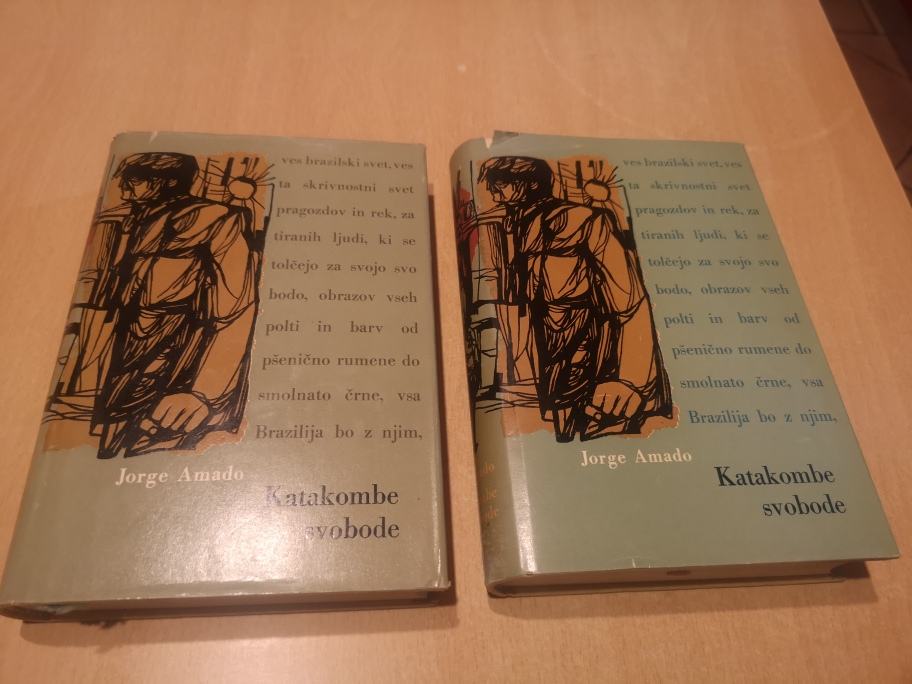 ves brazilski svet, ves
ta skrivnostni svet
pragozdov in rek, za
tiranih ljudi, ki se
tolčejo za svojo svo
bodo, obrazov vseh
polti in barv od
pšenično rumene do
smolnato črne, vsa
Brazilija bo z njim,
Jorge Amado
Katakombe
svobode
ves brazilski svet, ves
ta skrivnostni svet
pragozdov in rek, za
tiranih ljudi, ki se
tolčejo za svojo svo
bodo, obrazov vseh
polti in barv od
pšenično rumene do
smolnato črne, vsa
Brazilija bo z njim,
Jorge Amado
Katakombe
svobode